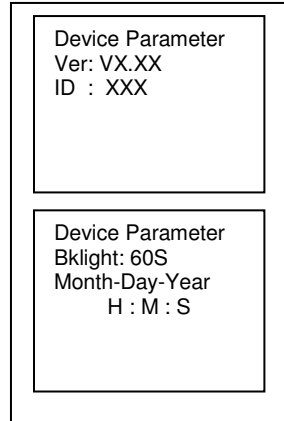 Device Parameter
Ver: VX.XX
ID : XXX
Device Parameter
Bklight: 60S
Month-Day-Year
H : M : S